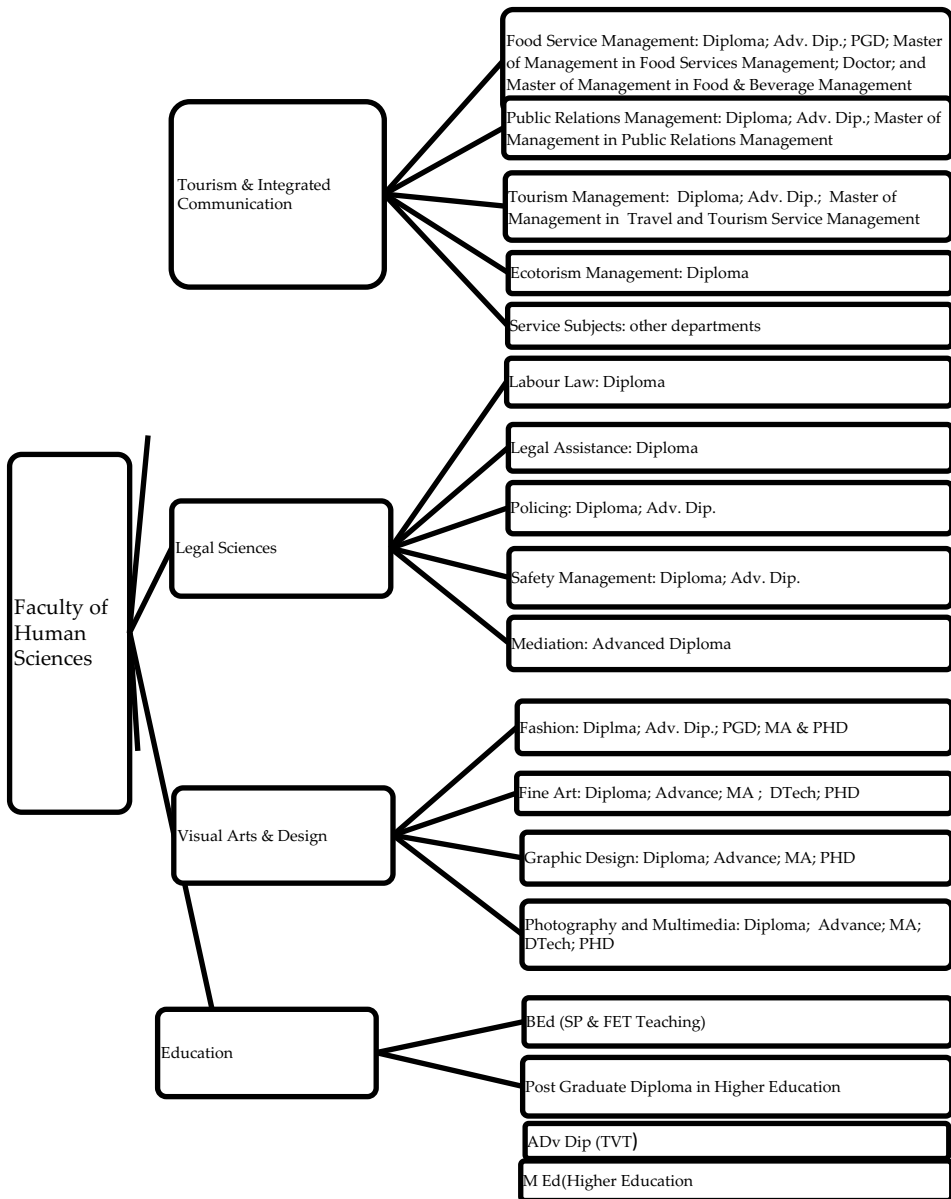 Faculty of
Human
Sciences
Tourism & Integrated
Communication
Food Service Management: Diploma; Adv. Dip.; PGD; Master
of Management in Food Services Management; Doctor; and
Master of Management in Food & Beverage Management
Public Relations Management: Diploma; Adv. Dip.; Master of
Management in Public Relations Management
Tourism Management: Diploma; Adv. Dip.; Master of
Management in Travel and Tourism Service Management
Ecotorism Management: Diploma
Service Subjects: other departments
Legal Sciences
Labour Law: Diploma
Legal Assistance: Diploma
Policing: Diploma; Adv. Dip.
Safety Management: Diploma; Adv. Dip.
Mediation: Advanced Diploma
Visual Arts & Design
Fashion: Diplma; Adv. Dip.; PGD; MA & PHD
Fine Art: Diploma; Advance; MA ; DTech; PHD
Graphic Design: Diploma; Advance; MA; PHD
Photography and Multimedia: Diploma; Advance; MA;
DTech; PHD
Education
BEd (SP & FET Teaching)
Post Graduate Diploma in Higher Education
ADv Dip (TVT)
M Ed(Higher Education